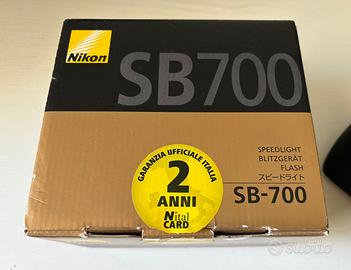 Nikon
SB700
SPEEDLIGHT
BLITZGERÄT
FLASH
スピードライト
SB-700
GARANZIA UFFICIALE ITALIA
2
ANNI
Nital
CARD
subito